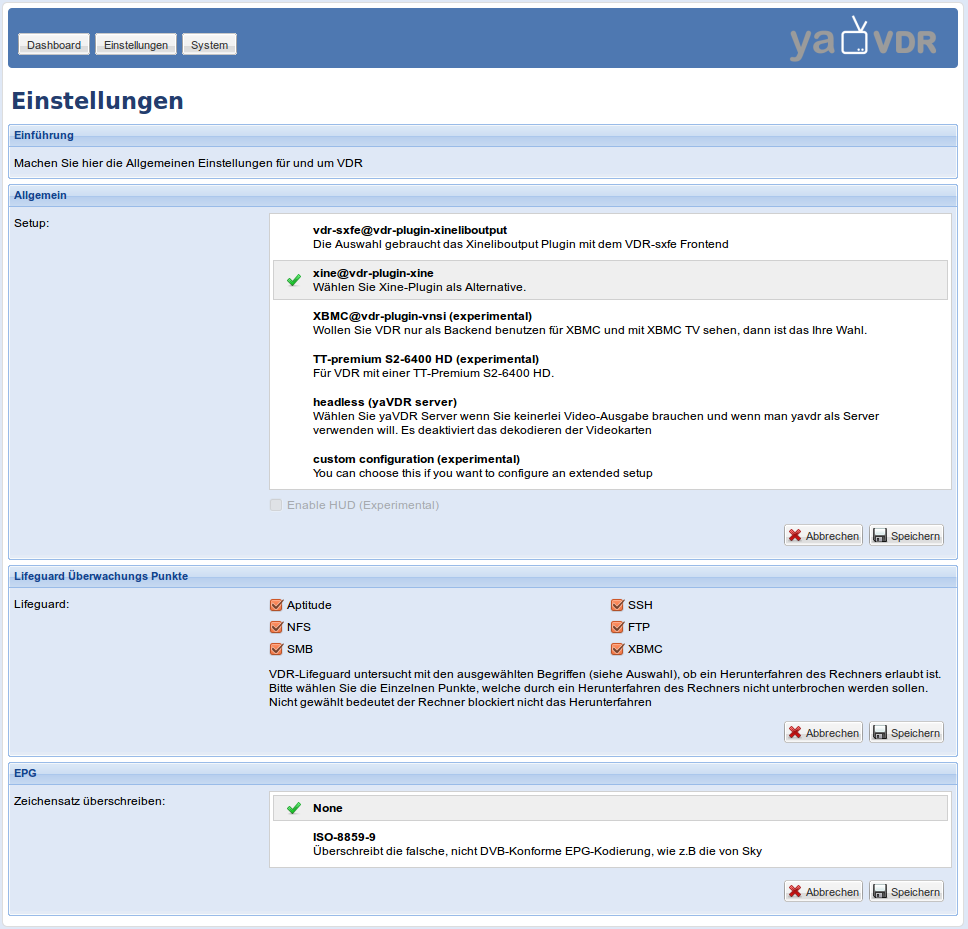 Dashboard Einstellungen System
yaVDR
Einstellungen
Einführung
Machen Sie hier die Allgemeinen Einstellungen für und um VDR
Allgemein
Setup:
vdr-sxfe@vdr-plugin-xineliboutput
Die Auswahl gebraucht das Xineliboutput Plugin mit dem VDR-sxfe Frontend
xine@vdr-plugin-xine
Wählen Sie Xine-Plugin als Alternative.
XBMC@vdr-plugin-vnsi (experimental)
Wollen Sie VDR nur als Backend benutzen für XBMC und mit XBMC TV sehen, dann ist das Ihre Wahl.
TT-premium S2-6400 HD (experimental)
Für VDR mit einer TT-Premium S2-6400 HD.
headless (yaVDR server)
Wählen Sie yaVDR Server wenn Sie keinerlei Video-Ausgabe brauchen und wenn man yavdr als Server
verwenden will. Es deaktiviert das dekodieren der Videokarten
custom configuration (experimental)
You can choose this if you want to configure an extended setup
Enable HUD (Experimental)
Abbrechen Speichern
Lifeguard Überwachungs Punkte
Lifeguard:
Aptitude SSH
NFS FTP
SMB XBMC
VDR-Lifeguard untersucht mit den ausgewählten Begriffen (siehe Auswahl), ob ein Herunterfahren des Rechners erlaubt ist.
Bitte wählen Sie die Einzelnen Punkte, welche durch ein Herunterfahren des Rechners nicht unterbrochen werden sollen.
Nicht gewählt bedeutet der Rechner blockiert nicht das Herunterfahren
Abbrechen Speichern
EPG
Zeichensatz überschreiben:
None
ISO-8859-9
Überschreibt die falsche, nicht DVB-Konforme EPG-Kodierung, wie z.B die von Sky
Abbrechen Speichern